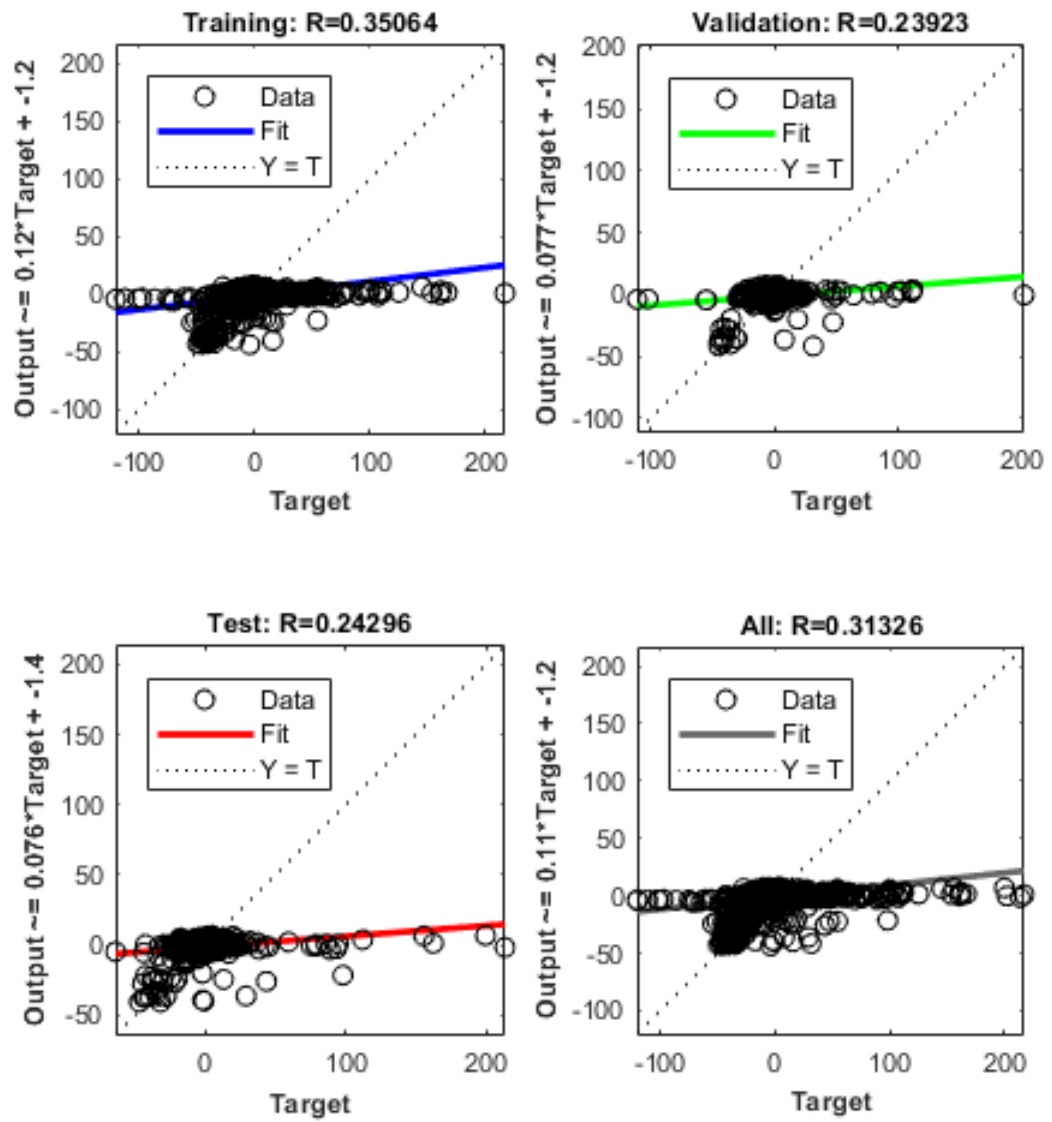 Training: R=0.35064
Output ~= 0.12*Target + -1.2
200
150
100
50
0
-50
-100
Data
Fit
Y = T
-100 0 100 200
Target
Validation: R=0.23923
Output ~= 0.077*Target + -1.2
200
150
100
50
0
-50
-100
Data
Fit
Y = T
-100 0 100 200
Target
Test: R=0.24296
Output ~= 0.076*Target + -1.4
200
150
100
50
0
-50
Data
Fit
Y = T
0 100 200
Target
All: R=0.31326
Output ~= 0.11*Target + -1.2
200
150
100
50
0
-50
-100
Data
Fit
Y = T
-100 0 100 200
Target